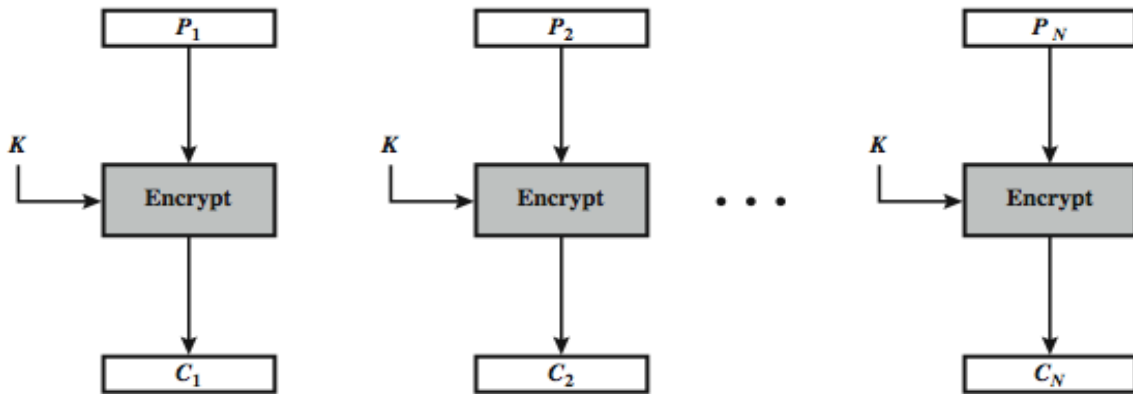 P1 P2 PN
K K K
Encrypt Encrypt • • • Encrypt
C1 C2 CN